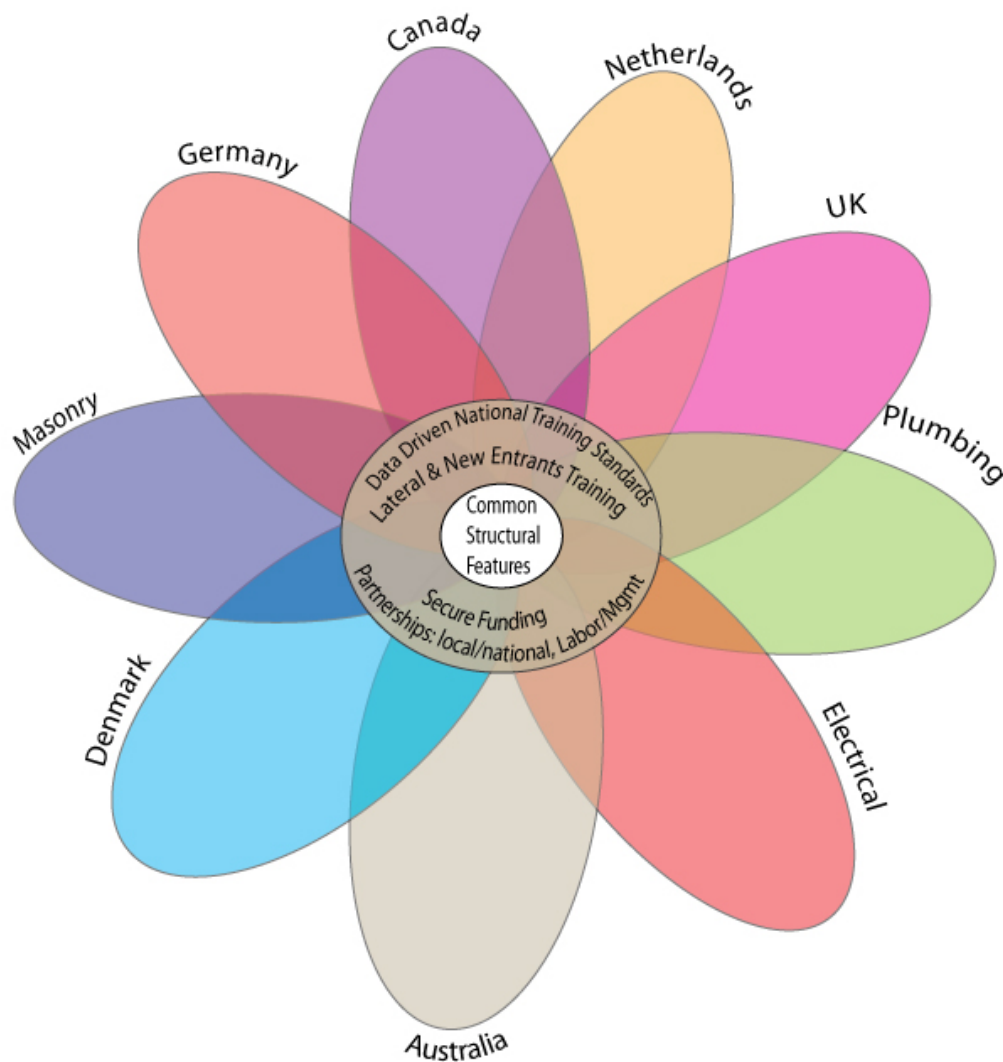 Canada
Netherlands
Germany
UK
Masonry
Plumbing
Data Driven National Training Standards
Lateral & New Entrants Training
Common
Structural
Features
Secure Funding
Partnerships: local/national, Labor/Mgmt
Denmark
Electrical
Australia